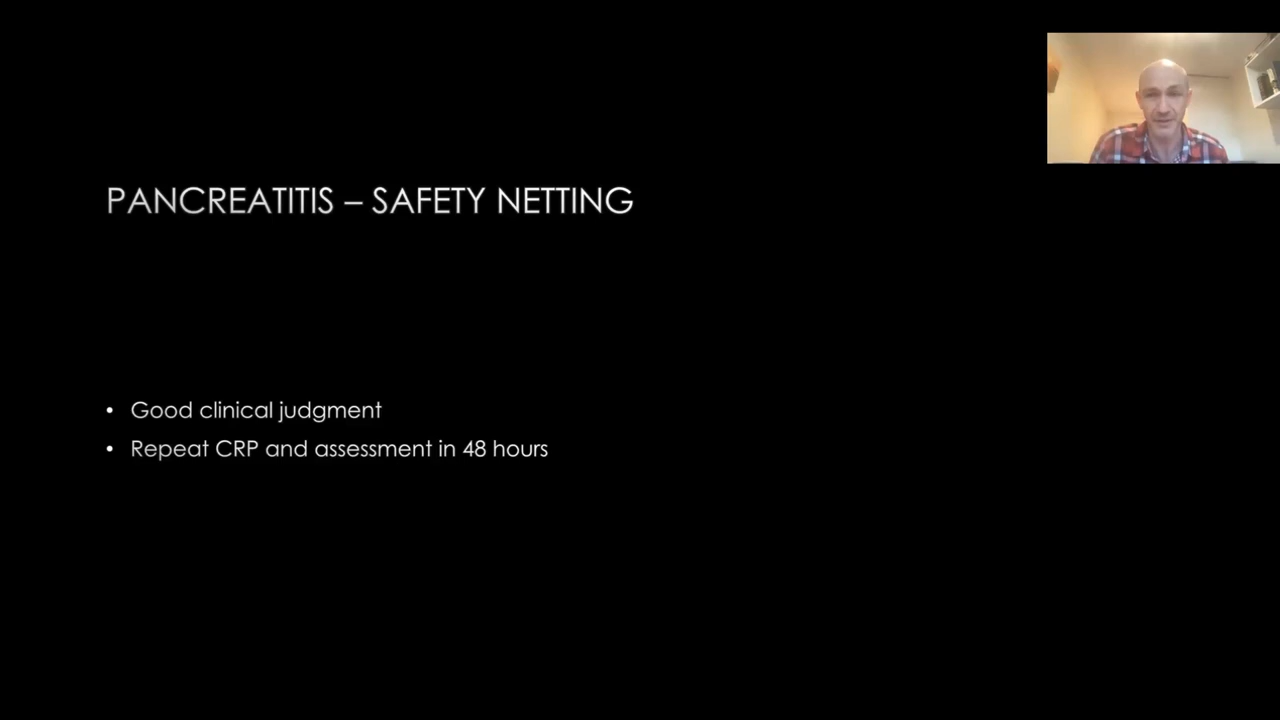 PANCREATITIS – SAFETY NETTING
• Good clinical judgment
• Repeat CRP and assessment in 48 hours